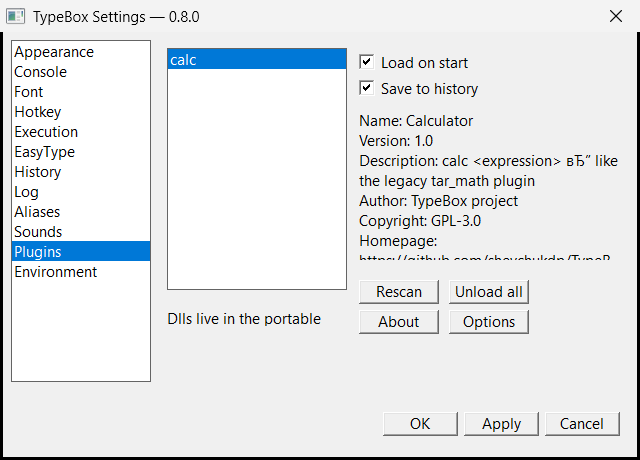 TypeBox Settings — 0.8.0
Appearance
Console
Font
Hotkey
Execution
EasyType
History
Log
Aliases
Sounds
Plugins
Environment
calc
Dlls live in the portable
Load on start
Save to history
Name: Calculator
Version: 1.0
Description: calc <expression> вЂ” like
the legacy tar_math plugin
Author: TypeBox project
Copyright: GPL-3.0
Homepage:
Rescan
Unload all
About
Options
OK
Apply
Cancel